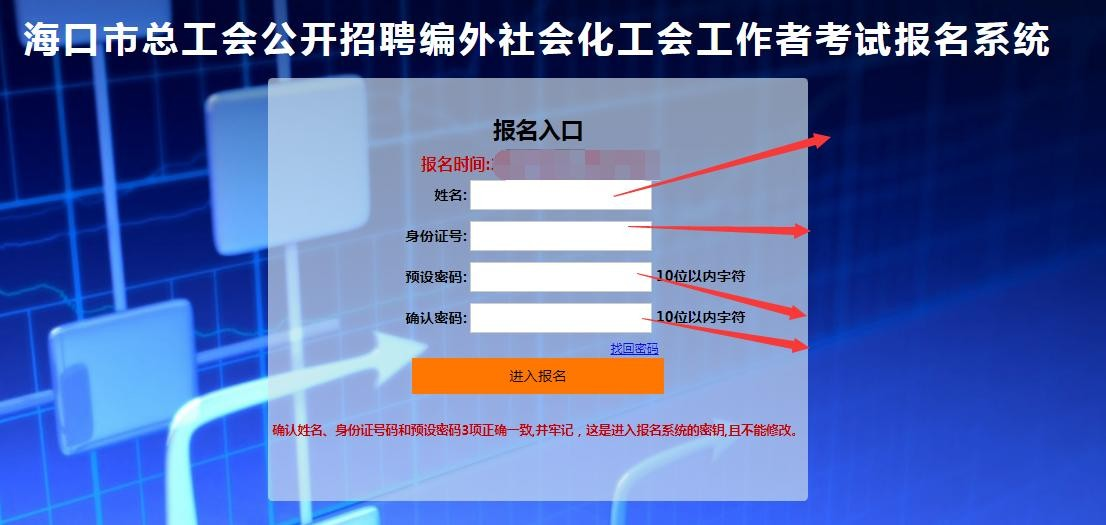 海口市总工会公开招聘编外社会化工会工作者考试报名系统
报名入口
报名时间:
姓名:
身份证号:
预设密码: 10位以内字符
确认密码: 10位以内字符
找回密码
进入报名
确认姓名、身份证号码和预设密码3项正确一致,并牢记，这是进入报名系统的密钥,且不能修改。